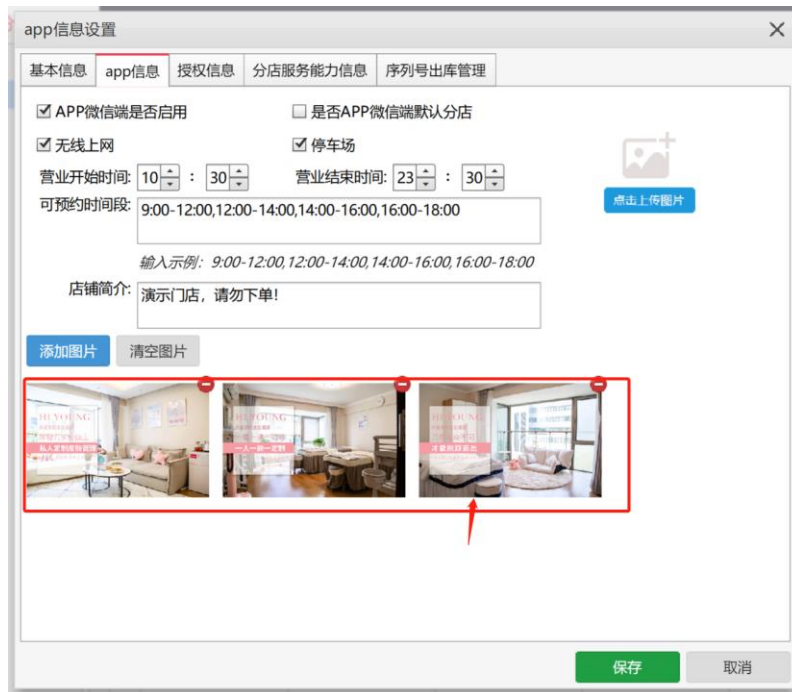 app信息设置
基本信息 app信息 授权信息 分店服务能力信息 序列号出库管理
APP微信端是否启用 是否APP微信端默认分店
无线上网 停车场
营业开始时间: 10 : 30 营业结束时间: 23 : 30
点击上传图片
可预约时间段: 9:00-12:00,12:00-14:00,14:00-16:00,16:00-18:00
输入示例: 9:00-12:00,12:00-14:00,14:00-16:00,16:00-18:00
店铺简介: 演示门店，请勿下单!
添加图片 清空图片
HI YOUNG HI YOUNG HI YOUNG
一人一龄一定制
保存 取消